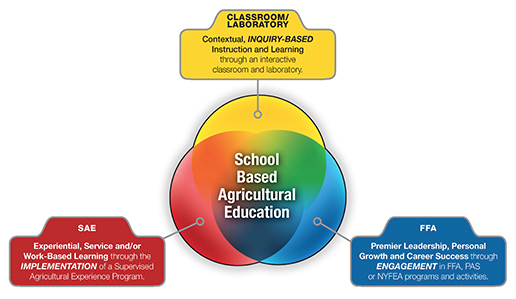 CLASSROOM/
LABORATORY
Contextual, INQUIRY-BASED
Instruction and Learning
through an interactive
classroom and laboratory.
School
Based
Agricultural
Education
SAE
Experiential, Service and/or
Work-Based Learning through the
IMPLEMENTATION of a Supervised
Agricultural Experience Program.
FFA
Premier Leadership, Personal
Growth and Career Success through
ENGAGEMENT in FFA, PAS
or NYFEA programs and activities.